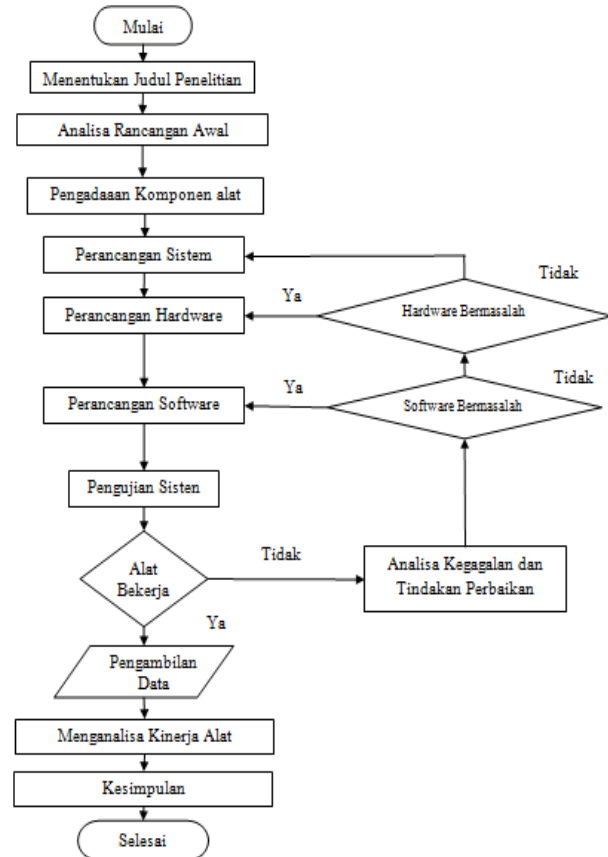 Mulai
Menentukan Judul Penelitian
Analisa Rancangan Awal
Pengadaaan Komponen alat
Perancangan Sistem
Tidak
Ya
Hardware Bermasalah
Perancangan Hardware
Tidak
Ya
Software Bermasalah
Perancangan Software
Pengujian Sisten
Alat
Bekerja
Tidak
Analisa Kegagalan dan
Tindakan Perbaikan
Ya
Pengambilan
Data
Menganalisa Kinerja Alat
Kesimpulan
Selesai